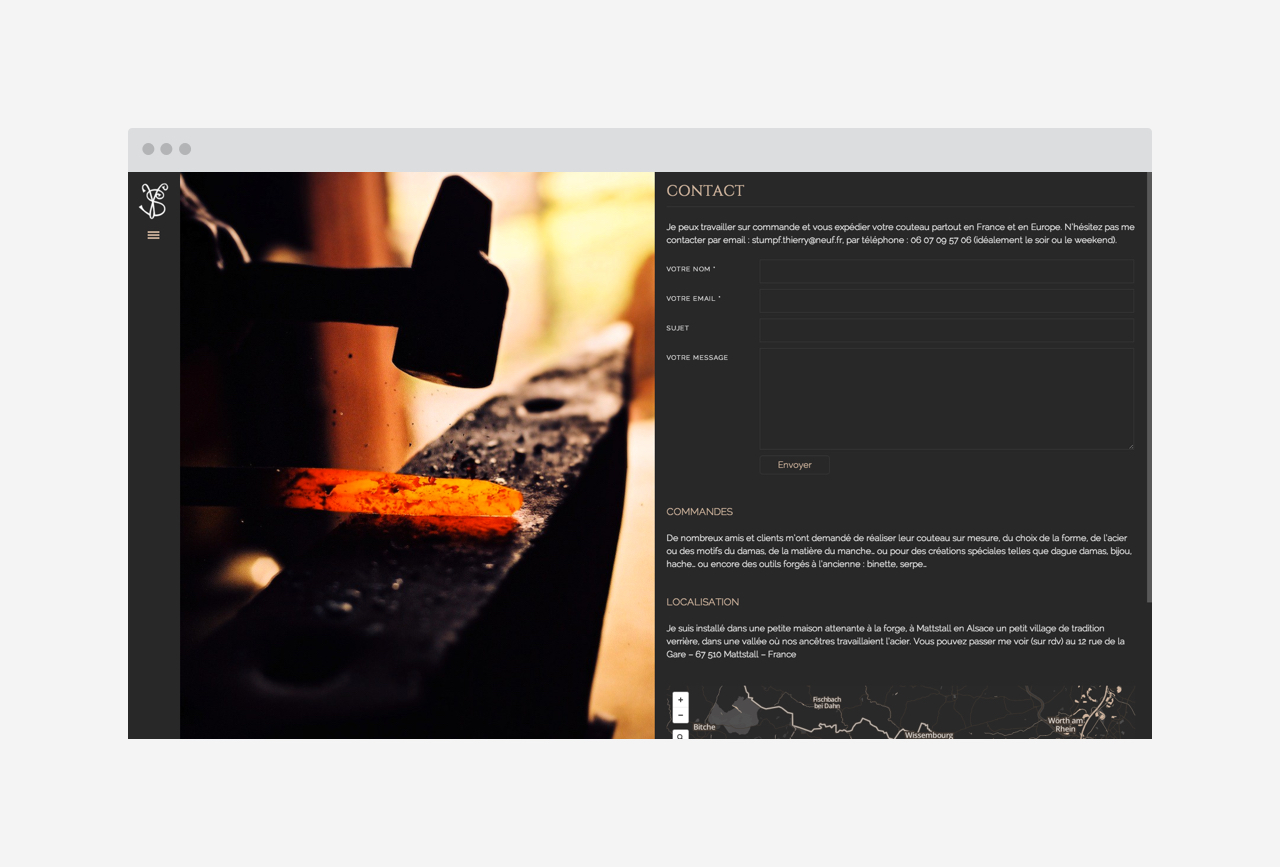 CONTACT
Je peux travailler sur commande et vous expédier votre couteau partout en France et en Europe. N'hésitez pas me
contacter par email : stumpf.thierry@neuf.fr, par téléphone : 06 07 09 57 06 (idéalement le soir ou le weekend).
VOTRE NOM *
VOTRE EMAIL *
SUJET
VOTRE MESSAGE
Envoyer
COMMANDES
De nombreux amis et clients m'ont demandé de réaliser leur couteau sur mesure, du choix de la forme, de l'acier
ou des motifs du damas, de la matière du manche… ou pour des créations spéciales telles que dague damas, bijou,
hache… ou encore des outils forgés à l'ancienne : binette, serpe…
LOCALISATION
Je suis installé dans une petite maison attenante à la forge, à Mattstall en Alsace un petit village de tradition
verrière, dans une vallée où nos ancêtres travaillaient l'acier. Vous pouvez passer me voir (sur rdv) au 12 rue de la
Gare – 67 510 Mattstall – France
+
−
Fischbach
bei Dahn
Bitche
Wörth am
Rhein
Wissembourg